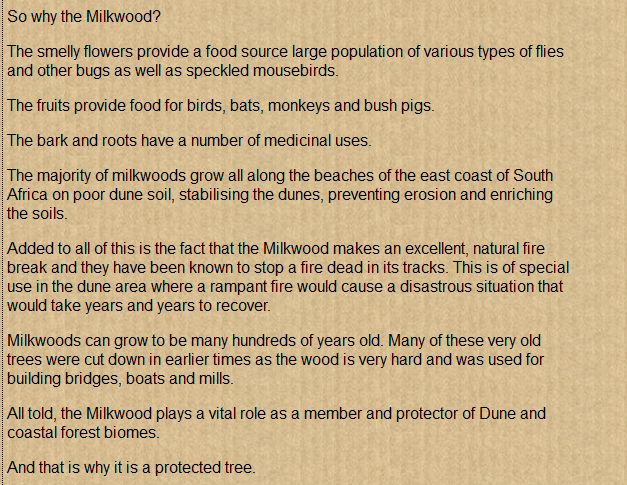 So why the Milkwood?
The smelly flowers provide a food source large population of various types of flies
and other bugs as well as speckled mousebirds.
The fruits provide food for birds, bats, monkeys and bush pigs.
The bark and roots have a number of medicinal uses.
The majority of milkwoods grow all along the beaches of the east coast of South
Africa on poor dune soil, stabilising the dunes, preventing erosion and enriching
the soils.
Added to all of this is the fact that the Milkwood makes an excellent, natural fire
break and they have been known to stop a fire dead in its tracks. This is of special
use in the dune area where a rampant fire would cause a disastrous situation that
would take years and years to recover.
Milkwoods can grow to be many hundreds of years old. Many of these very old
trees were cut down in earlier times as the wood is very hard and was used for
building bridges, boats and mills.
All told, the Milkwood plays a vital role as a member and protector of Dune and
coastal forest biomes.
And that is why it is a protected tree.